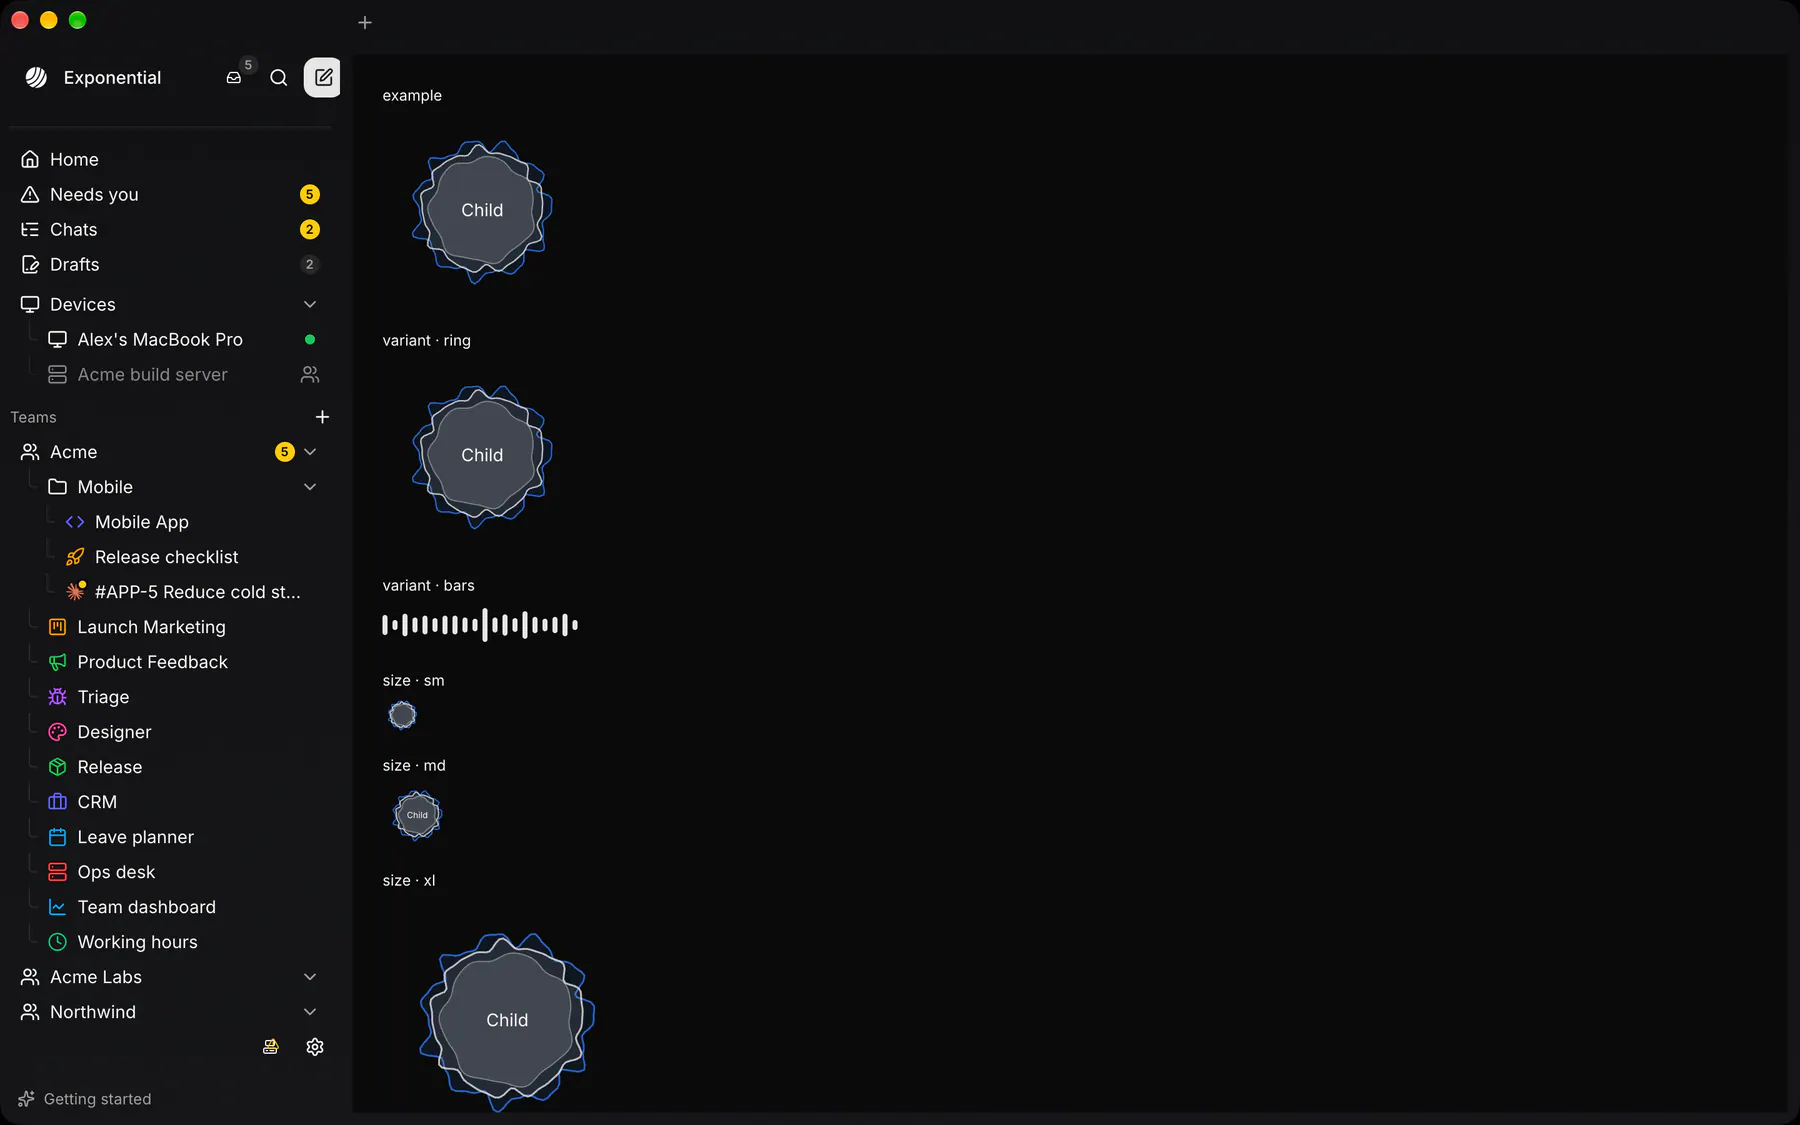 Exponential
5
Home
Needs you
5
Chats
2
Drafts
2
Devices
Alex's MacBook Pro
Acme build server
Teams
Acme
5
Mobile
Mobile App
Release checklist
#APP-5 Reduce cold st...
Launch Marketing
Product Feedback
Triage
Designer
Release
CRM
Leave planner
Ops desk
Team dashboard
Working hours
Acme Labs
Northwind
Getting started
example
Child
variant · ring
Child
variant · bars
size · sm
size · md
Child
size · xl
Child